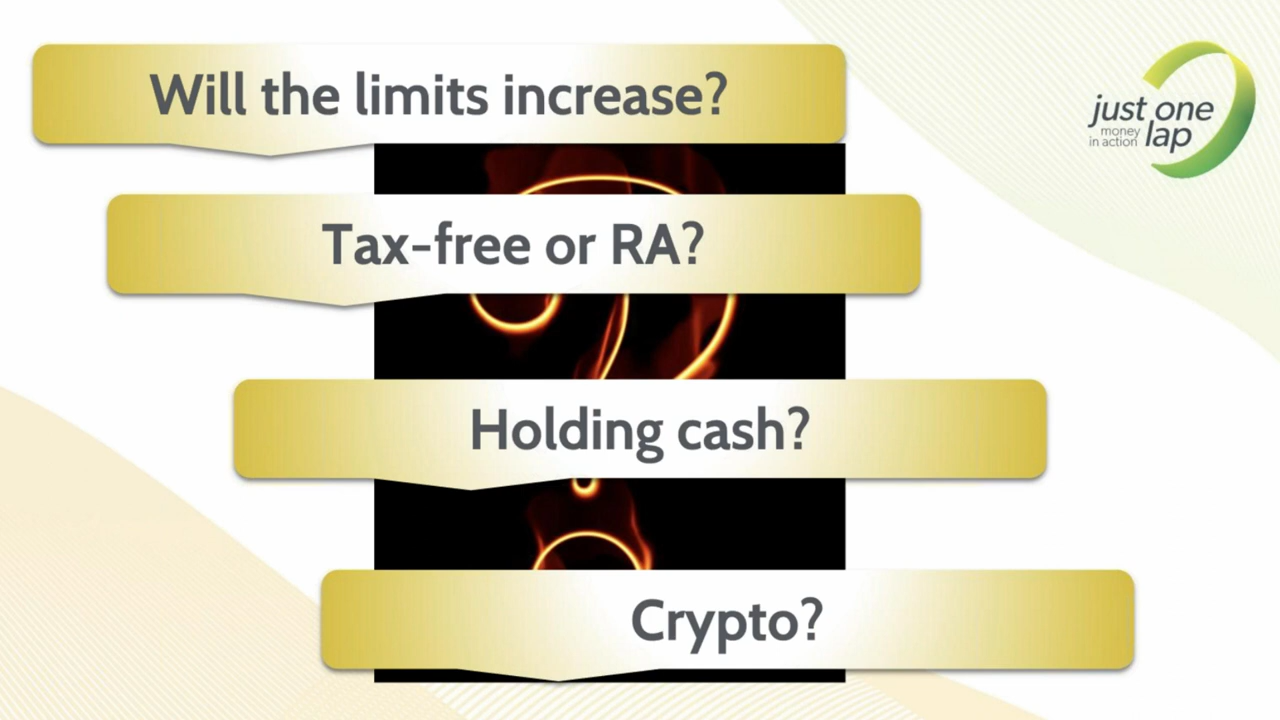 Will the limits increase?
just one
money
in action lap
Tax-free or RA?
Holding cash?
Crypto?